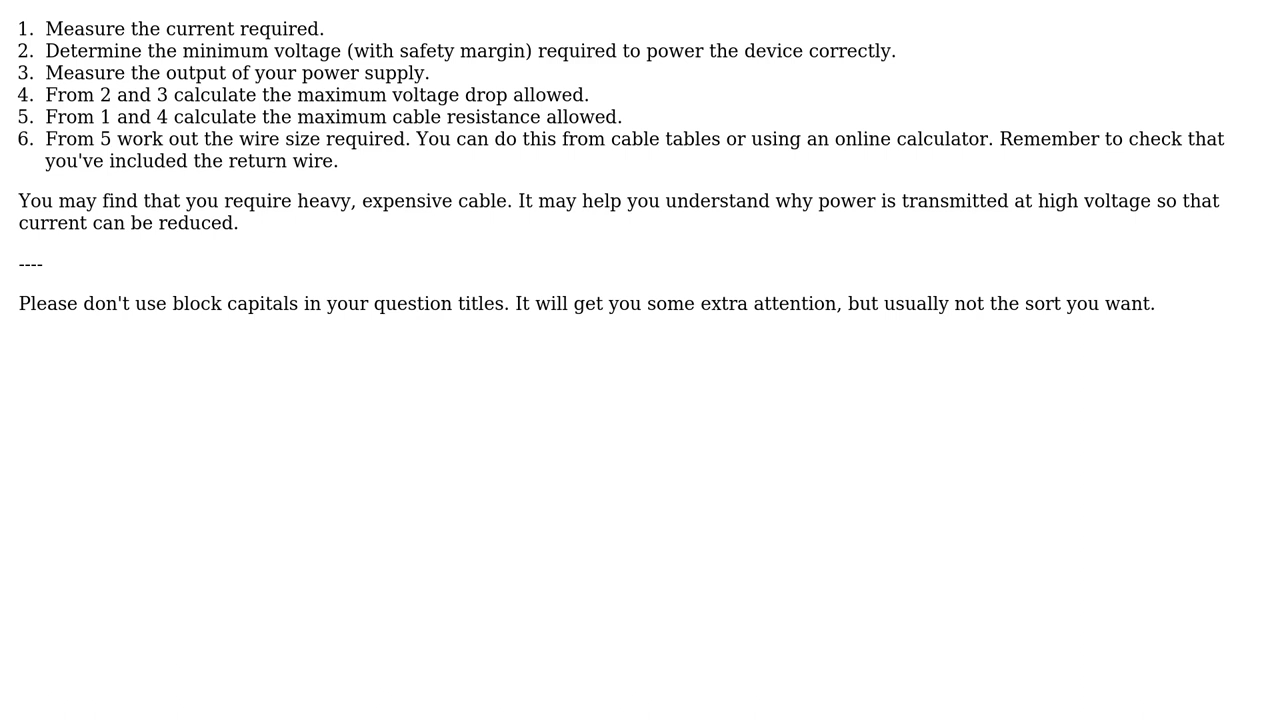 1. Measure the current required.
2. Determine the minimum voltage (with safety margin) required to power the device correctly.
3. Measure the output of your power supply.
4. From 2 and 3 calculate the maximum voltage drop allowed.
5. From 1 and 4 calculate the maximum cable resistance allowed.
6. From 5 work out the wire size required. You can do this from cable tables or using an online calculator. Remember to check that
you've included the return wire.
You may find that you require heavy, expensive cable. It may help you understand why power is transmitted at high voltage so that
current can be reduced.
----
Please don't use block capitals in your question titles. It will get you some extra attention, but usually not the sort you want.